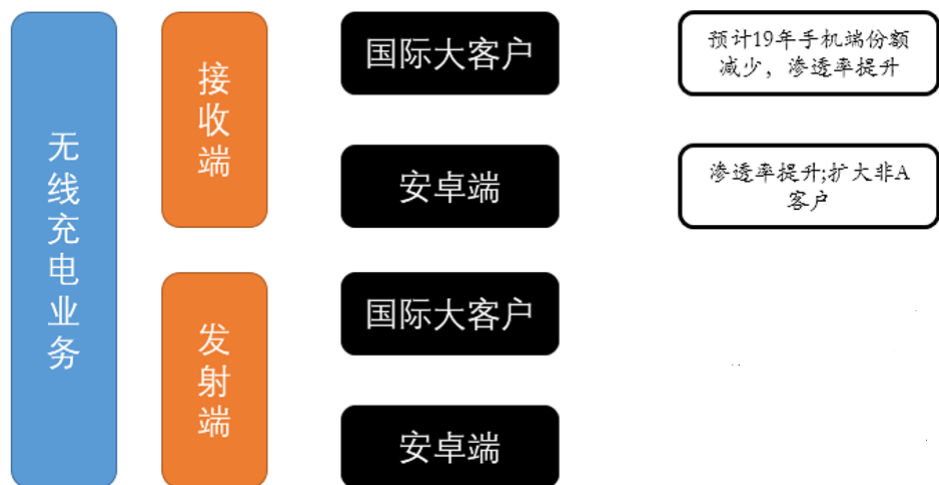 无线充电业务
接收端
国际大客户
预计19年手机端份额
减少，渗透率提升
安卓端
渗透率提升;扩大非A
客户
发射端
国际大客户
安卓端